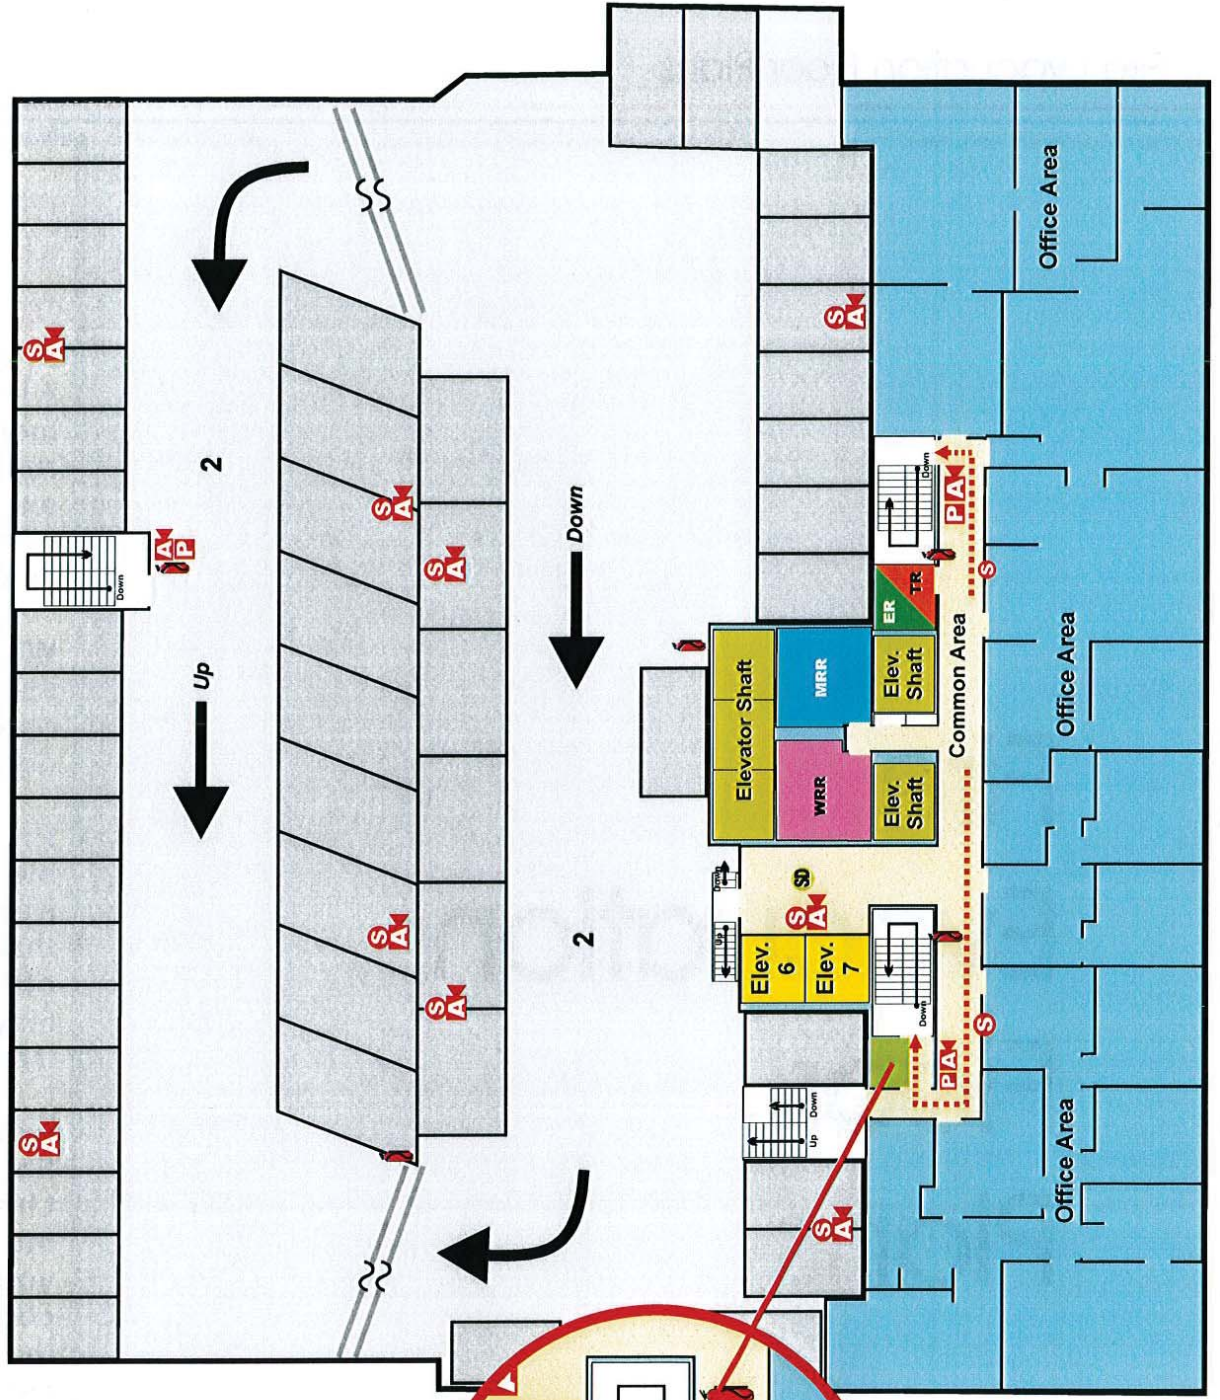 Office Area
S
A
S
A
2
Down
P A
S
A
Down
A
P
Down
S
A
S
TR
ER
Up
Elevator Shaft
MRR
Elev.
Shaft
Common Area
Office Area
WRR
Elev.
Shaft
Down
SD
2
S
A
S
A
Up
Elev.
6
Elev.
7
S
A
Down
S
P A
Down
Up
S
A
Office Area
S
A
A